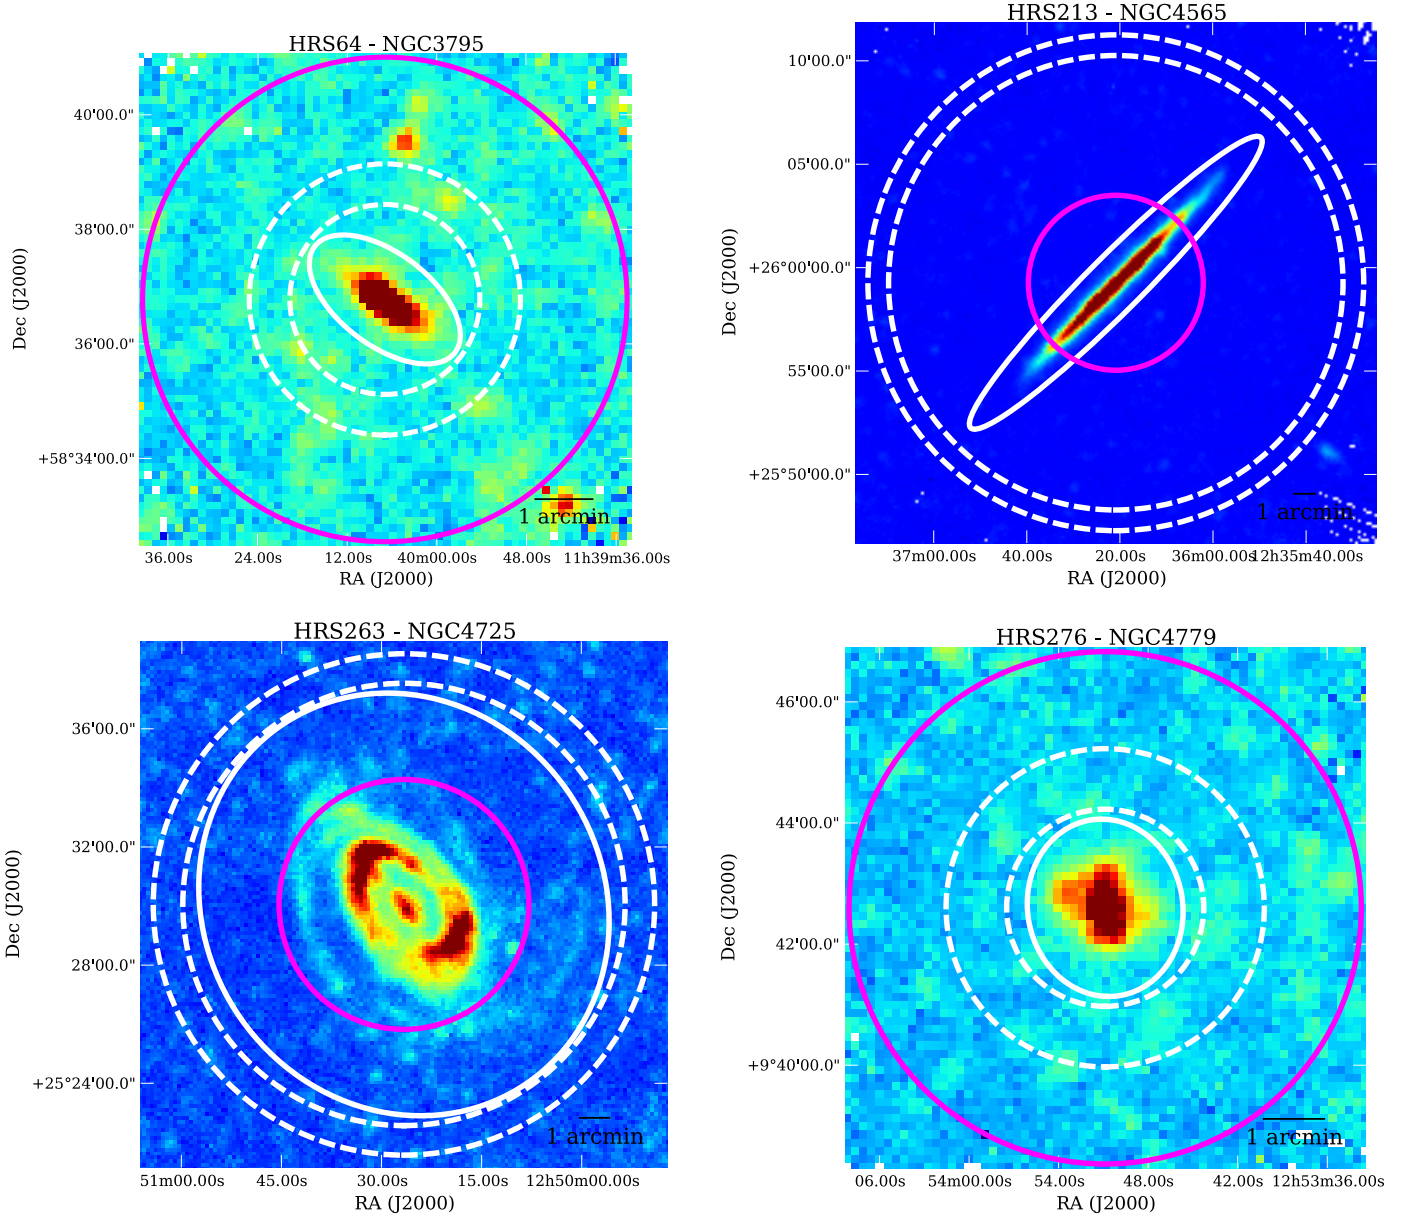 HRS64 - NGC3795
40'00.0"
38'00.0"
36'00.0"
+58°34'00.0"
Dec (J2000)
1 arcmin
36.00s 24.00s 12.00s 40m00.00s 48.00s 11h39m36.00s
RA (J2000)
HRS213 - NGC4565
10'00.0"
05'00.0"
+26°00'00.0"
55'00.0"
+25°50'00.0"
Dec (J2000)
1 arcmin
37m00.00s 40.00s 20.00s 36m00.00s 12h35m40.00s
RA (J2000)
HRS263 - NGC4725
36'00.0"
32'00.0"
28'00.0"
+25°24'00.0"
Dec (J2000)
1 arcmin
51m00.00s 45.00s 30.00s 15.00s 12h50m00.00s
RA (J2000)
HRS276 - NGC4779
46'00.0"
44'00.0"
42'00.0"
+9°40'00.0"
Dec (J2000)
1 arcmin
06.00s 54m00.00s 54.00s 48.00s 42.00s 12h53m36.00s
RA (J2000)